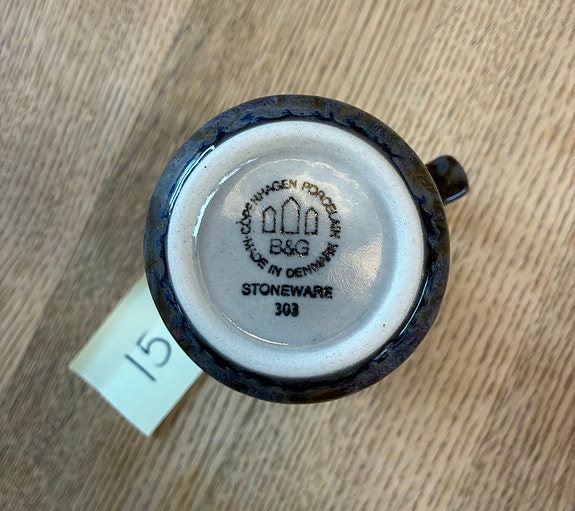 COPENHAGEN PORCELAIN
B&G
MADE IN DENMARK
STONEWARE
303
15